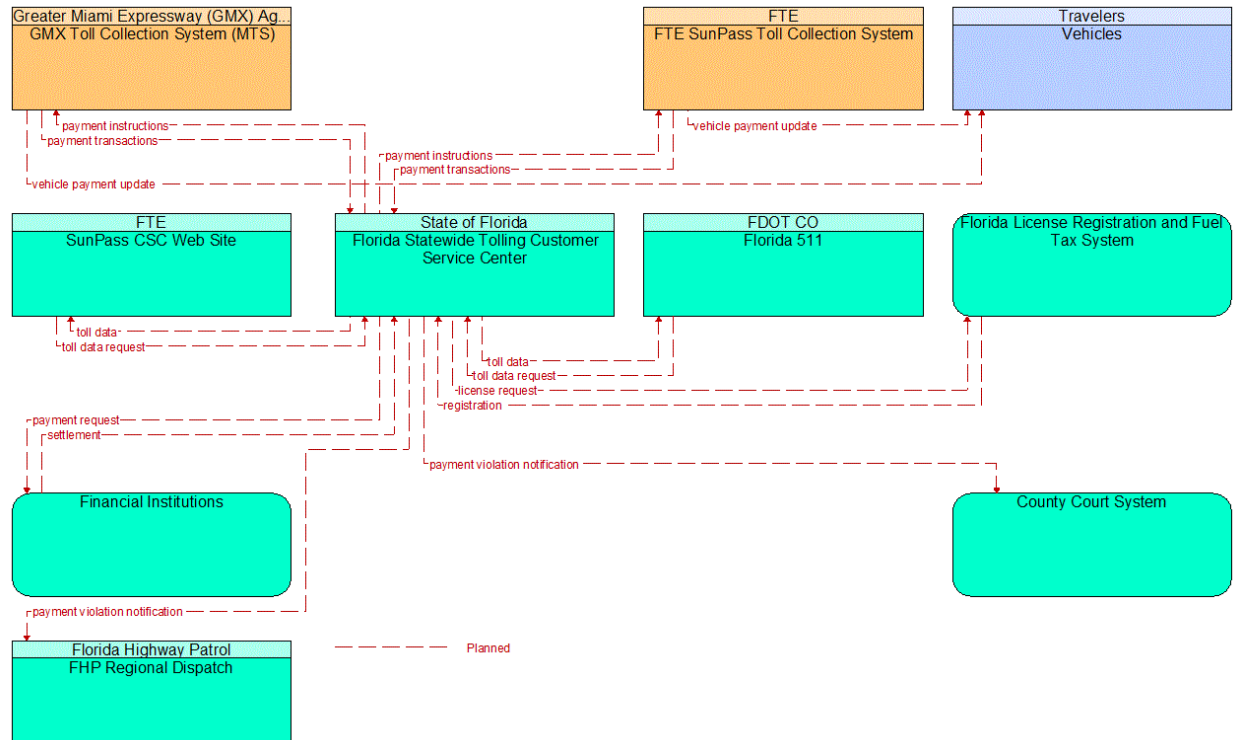 Greater Miami Expressway (GMX) Ag...
GMX Toll Collection System (MTS)
FTE
FTE SunPass Toll Collection System
Travelers
Vehicles
payment instructions
payment transactions
vehicle payment update
payment instructions
payment transactions
vehicle payment update
FTE
SunPass CSC Web Site
State of Florida
Florida Statewide Tolling Customer
Service Center
FDOT CO
Florida 511
Florida License Registration and Fuel
Tax System
toll data
toll data request
toll data
toll data request
license request
registration
payment request
settlement
payment violation notification
Financial Institutions
County Court System
payment violation notification
Florida Highway Patrol
FHP Regional Dispatch
Planned